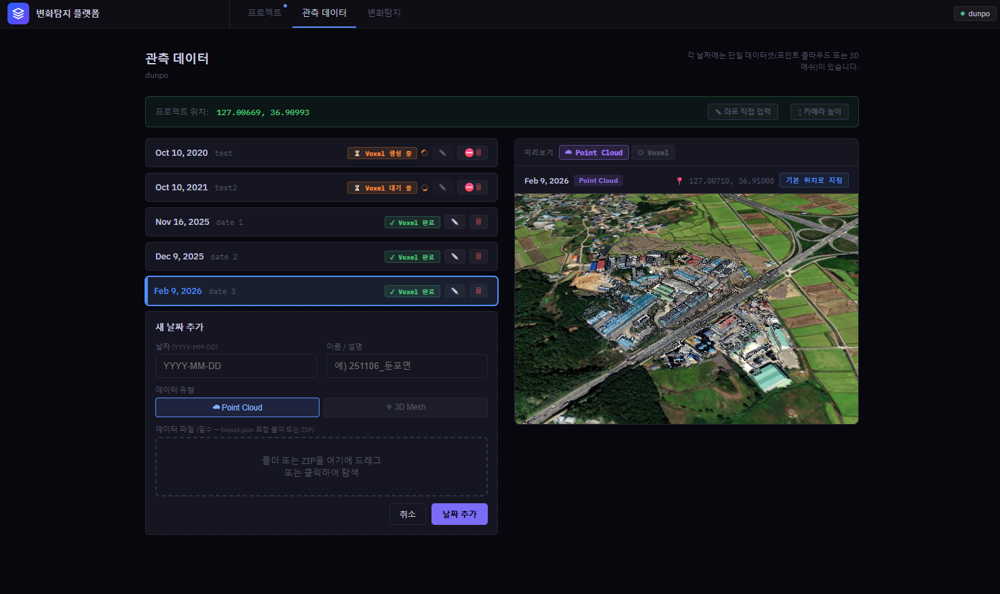 변화탐지 플랫폼
프로젝트
관측 데이터
변화탐지
dunpo
관측 데이터
dunpo
각 날짜에는 단일 데이터셋(포인트 클라우드 또는 3D
메쉬)이 있습니다.
프로젝트 위치: 127.00669, 36.90993
좌표 직접 입력
카메라 높이
Oct 10, 2020 test
Voxel 생성 중
Oct 10, 2021 test2
Voxel 대기 중
Nov 16, 2025 date 1
✓ Voxel 완료
Dec 9, 2025 date 2
✓ Voxel 완료
Feb 9, 2026 date 3
✓ Voxel 완료
새 날짜 추가
날짜 (YYYY-MM-DD)
이름 / 설명
YYYY-MM-DD
예) 251106_둔포면
데이터 유형
Point Cloud
3D Mesh
데이터 파일 (필수 — tileset.json 포함 폴더 또는 ZIP)
폴더 또는 ZIP을 여기에 드래그
또는 클릭하여 탐색
취소
날짜 추가
미리보기
Point Cloud
Voxel
Feb 9, 2026 Point Cloud
127.00710, 36.91008
기본 위치로 지정